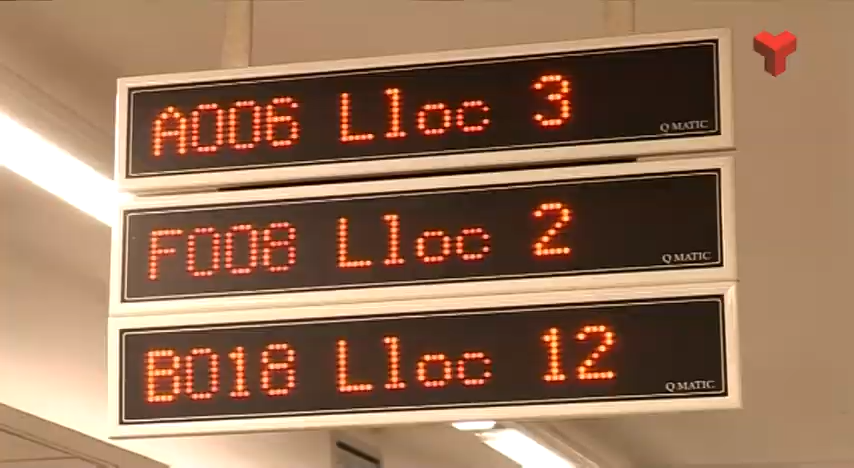 A006 Lloc 3
Q MATIC
F008 Lloc 2
Q MATIC
B018 Lloc 12
Q MATIC